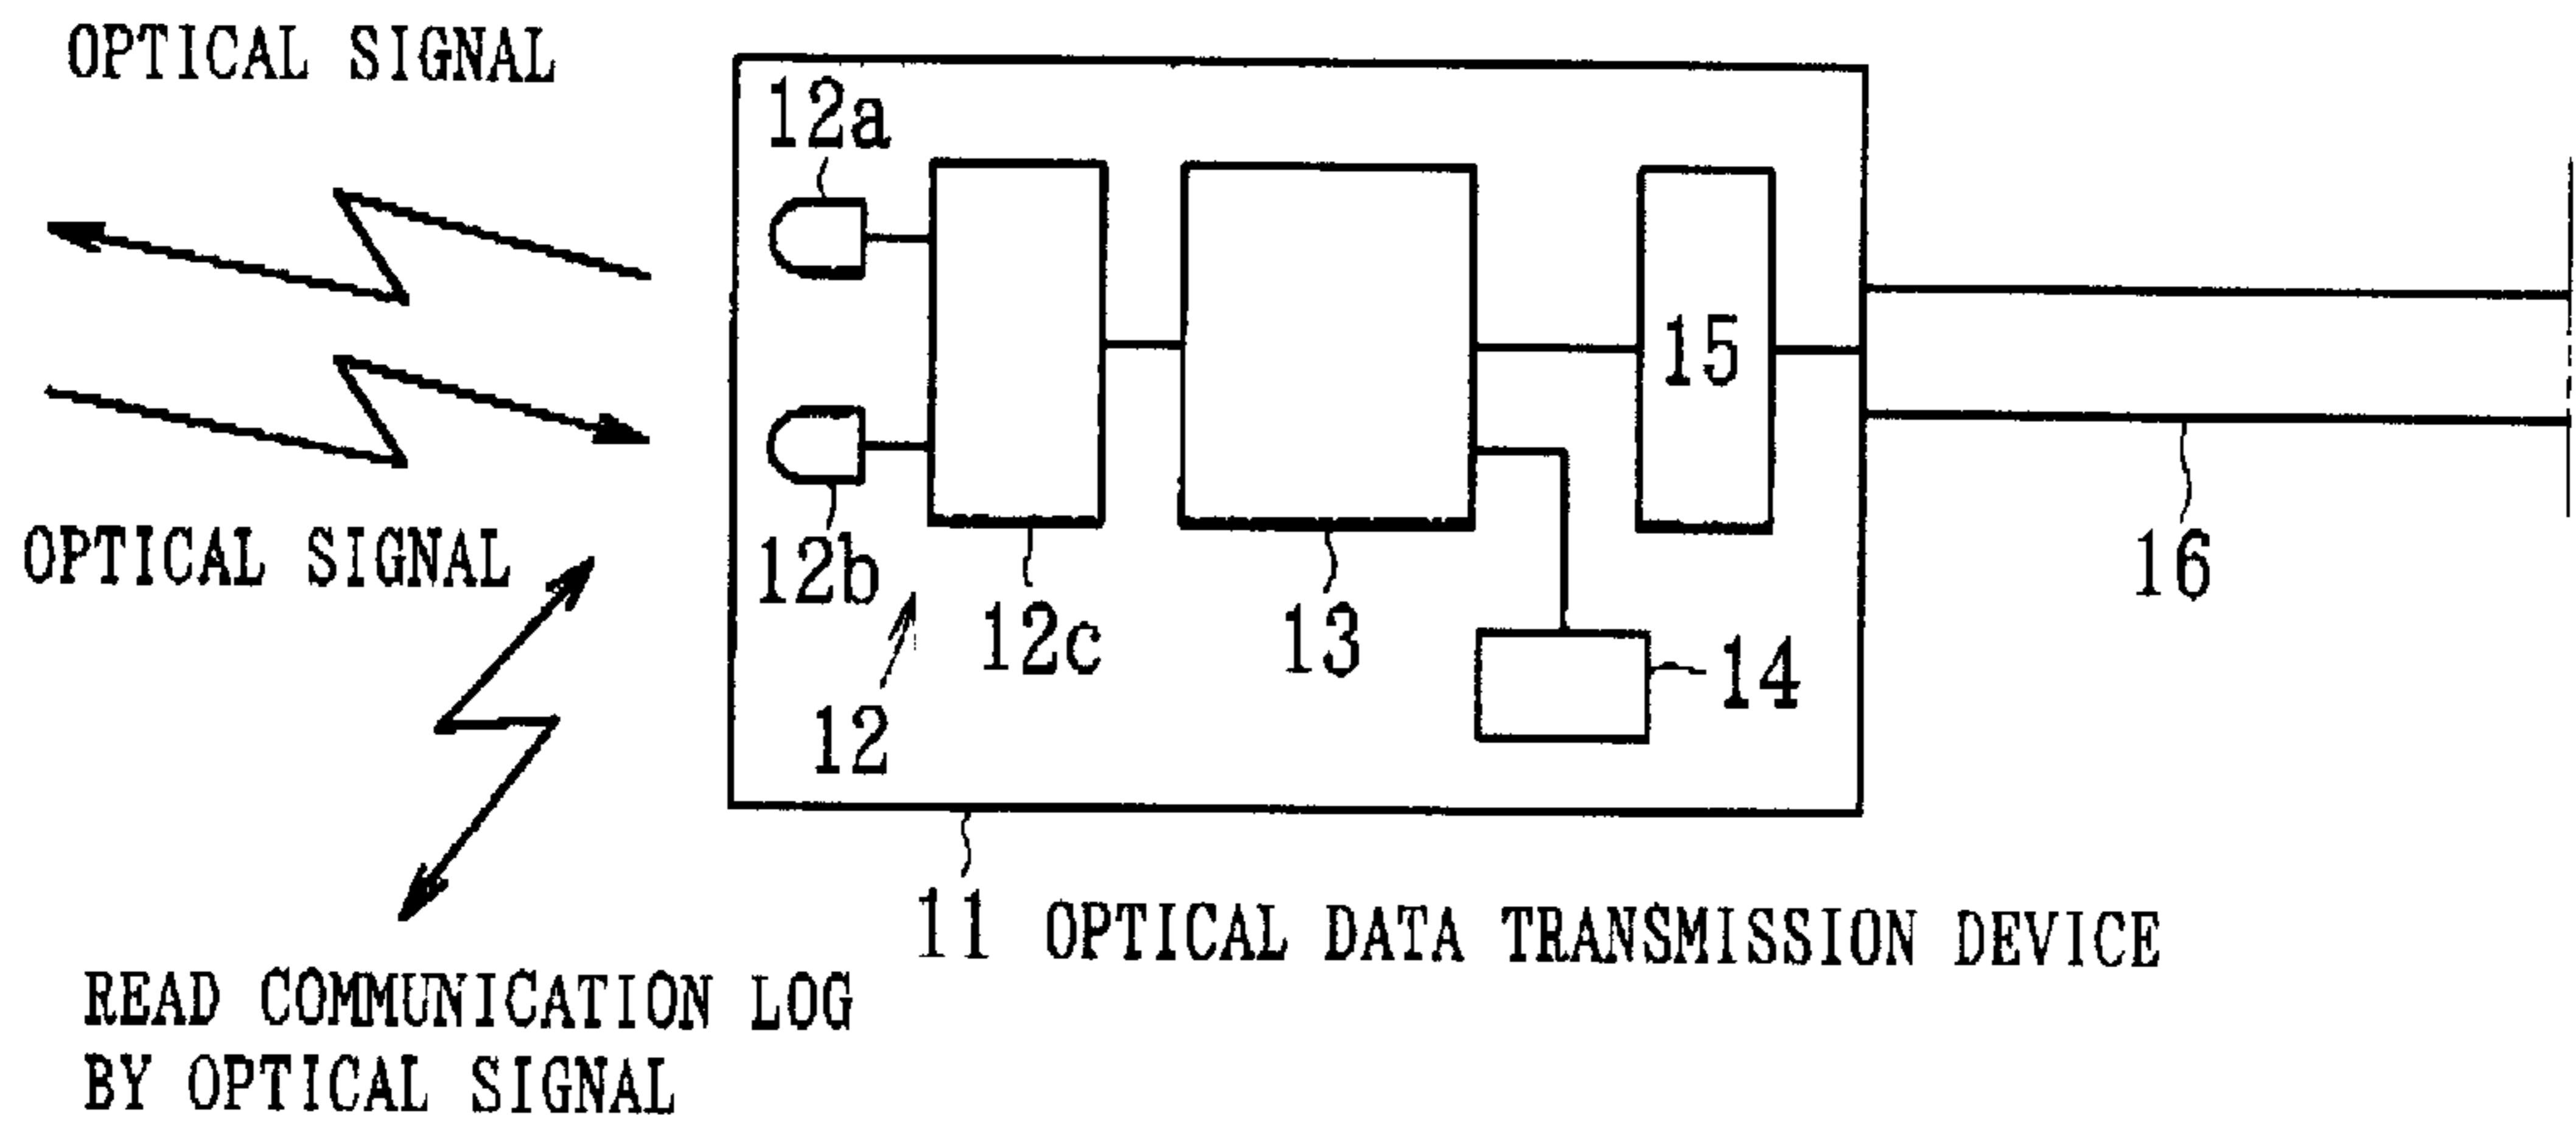 OPTICAL SIGNAL
12a
15
OPTICAL SIGNAL
12b
12c
13
16
14
12
11 OPTICAL DATA TRANSMISSION DEVICE
READ COMMUNICATION LOG
BY OPTICAL SIGNAL